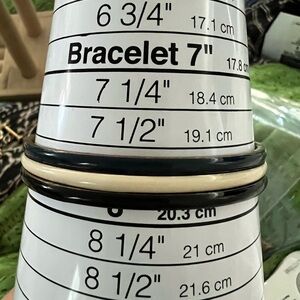 6 3/4" 17.1 cm
Bracelet 7" 17.8 cm
7 1/4" 18.4 cm
7 1/2" 19.1 cm
20.3 cm
8 1/4" 21 cm
8 1/2" 21.6 cm